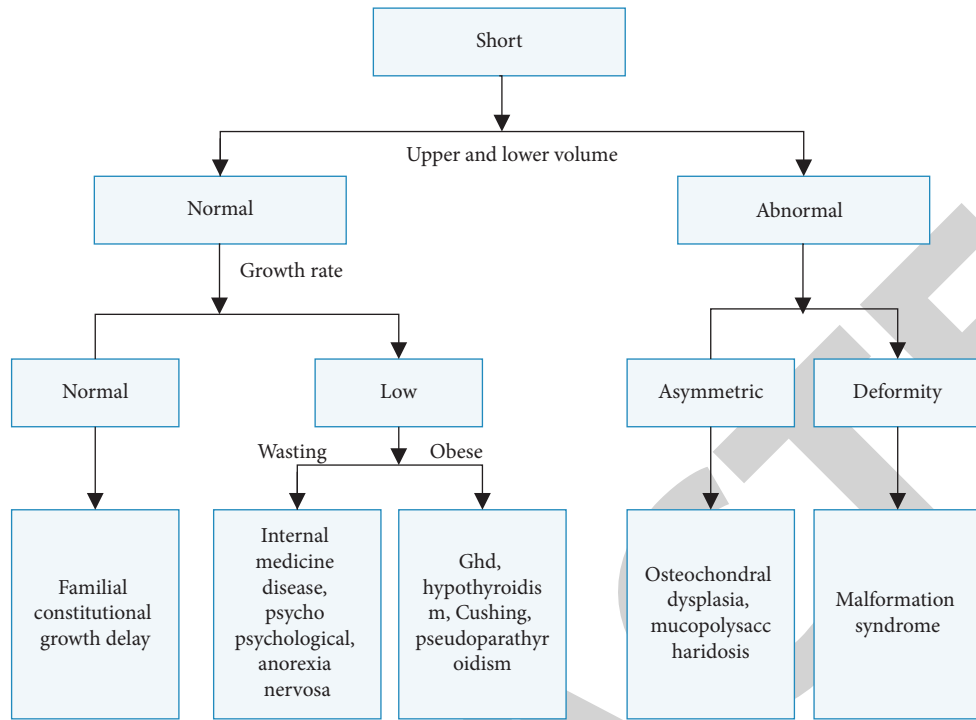 Short
Upper and lower volume
Normal
Abnormal
Growth rate
Normal
Low
Asymmetric
Deformity
Wasting
Obese
Familial
constitutional
growth delay
Internal
medicine
disease,
psycho
psychological,
anorexia
nervosa
Ghd,
hypothyroidis
m, Cushing,
pseudoparathyr
oidism
Osteochondral
dysplasia,
mucopolysacc
haridosis
Malformation
syndrome